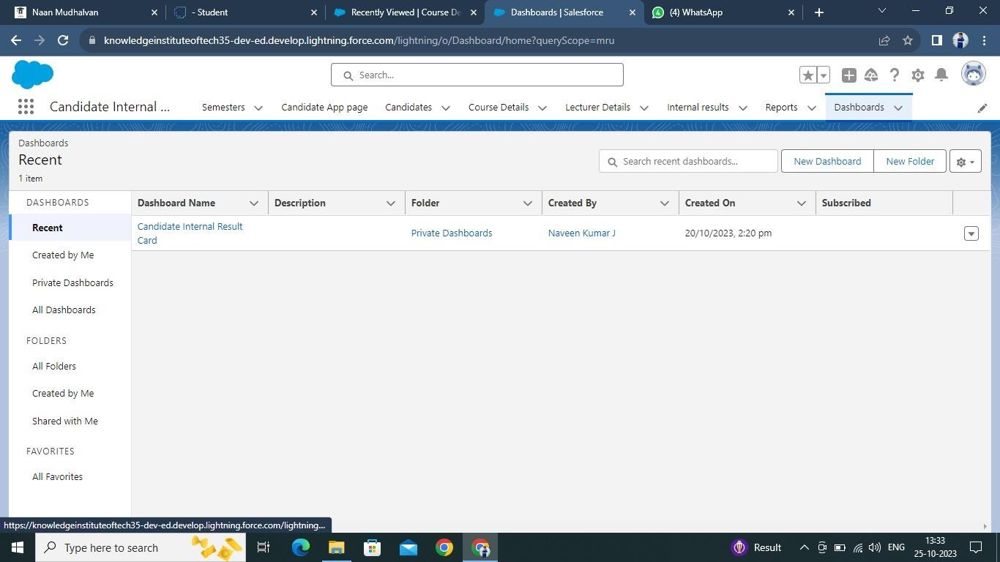 Naan Mudhalvan
- Student
Recently Viewed | Course De
Dashboards | Salesforce
(4) WhatsApp
knowledgeinstituteoftech35-dev-ed.develop.lightning.force.com/lightning/o/Dashboard/home?queryScope=mru
Search...
Candidate Internal ...
Semesters
Candidate App page
Candidates
Course Details
Lecturer Details
Internal results
Reports
Dashboards
Dashboards
Recent
1 item
Search recent dashboards...
New Dashboard
New Folder
DASHBOARDS
Recent
Created by Me
Private Dashboards
All Dashboards
FOLDERS
All Folders
Created by Me
Shared with Me
FAVORITES
All Favorites
Dashboard Name
Description
Folder
Created By
Created On
Subscribed
Candidate Internal Result
Card
Private Dashboards
Naveen Kumar J
20/10/2023, 2:20 pm
https://knowledgeinstituteoftech35-dev-ed.develop.lightning.force.com/lightning...
Type here to search
Result
ENG
13:33
25-10-2023